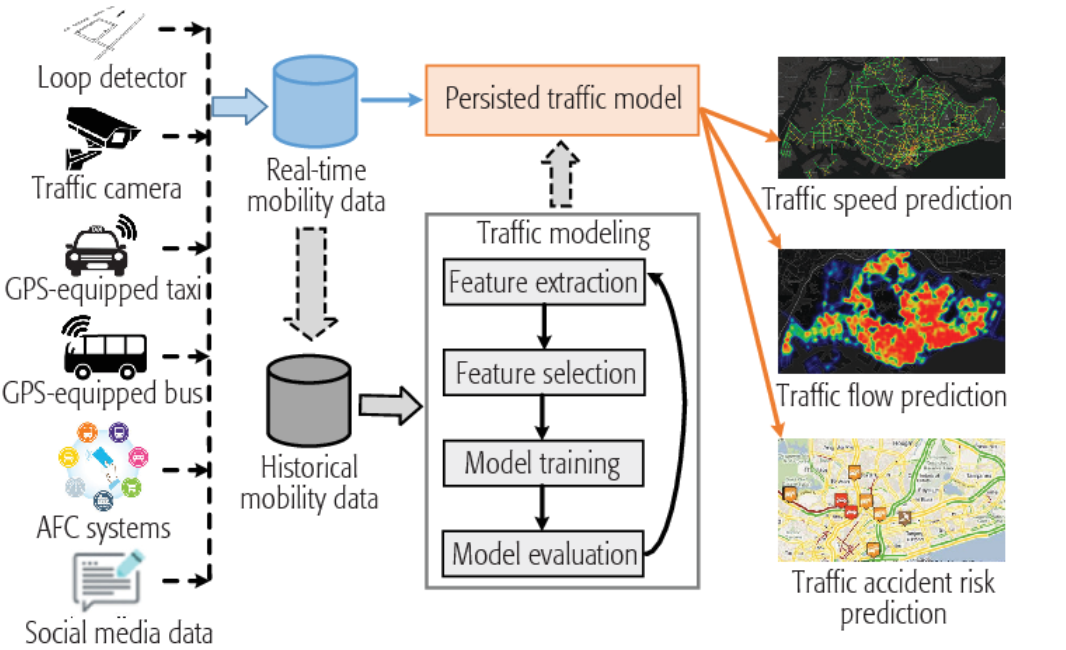 Loop detector
Traffic camera
GPS-equipped taxi
GPS-equipped bus
AFC systems
Social media data
Real-time
mobility data
Historical
mobility data
Persisted traffic model
Traffic modeling
Feature extraction
Feature selection
Model training
Model evaluation
Traffic speed prediction
Traffic flow prediction
Traffic accident risk
prediction